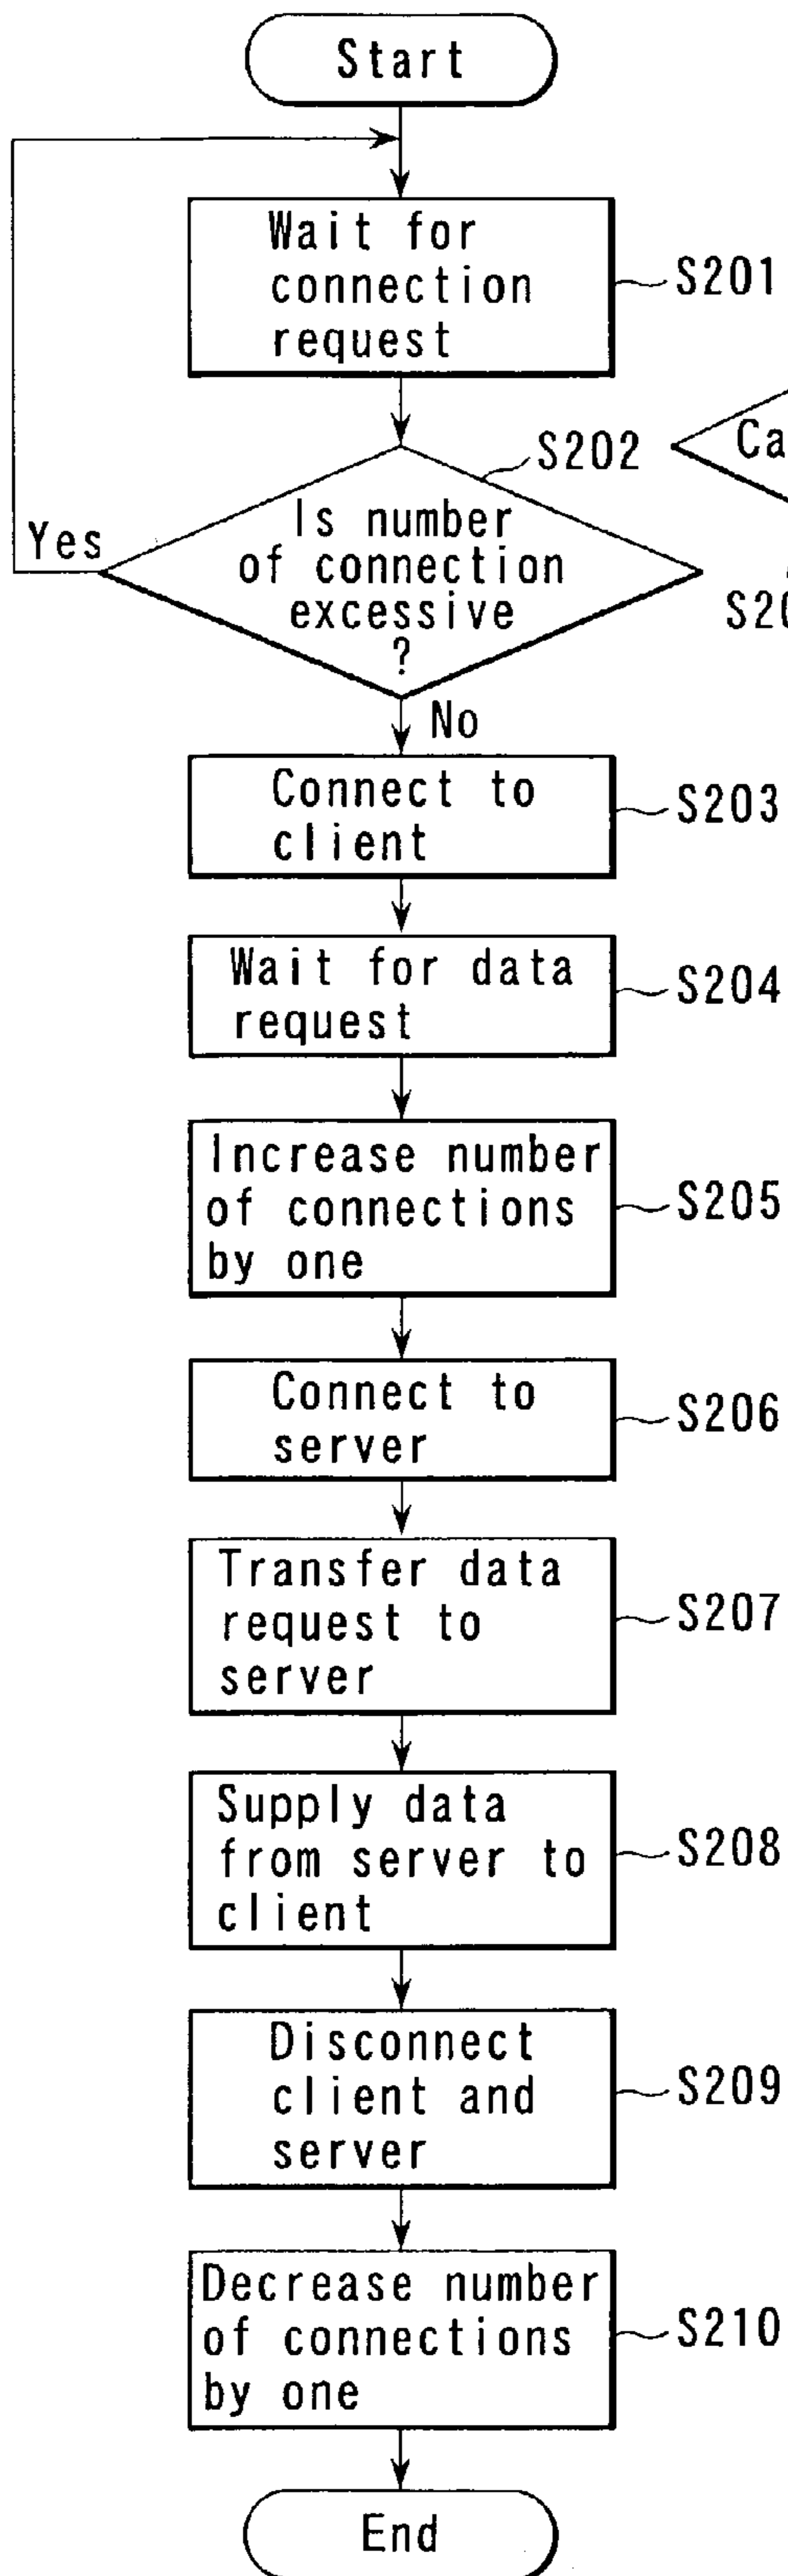 Start
Wait for
connection
request
S201
S202
Is number
of connection
excessive
?
Yes
No
Connect to
client
S203
Wait for data
request
S204
Increase number
of connections
by one
S205
Connect to
server
S206
Transfer data
request to
server
S207
Supply data
from server to
client
S208
Disconnect
client and
server
S209
Decrease number
of connections
by one
S210
End